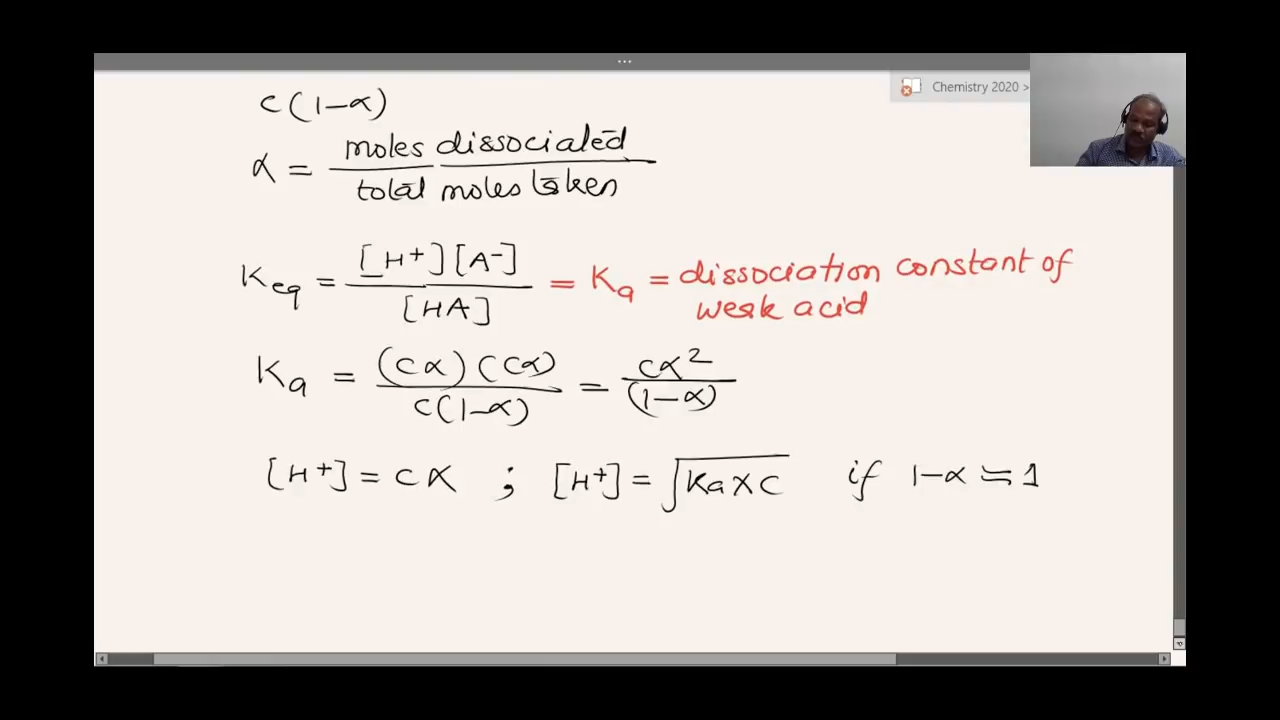 Chemistry 2020 >
c(1-α)
α = moles dissociated / total moles taken
Keq = [H+][A-] / [HA] = Ka = dissociation constant of
weak acid
Ka = (cα)(cα) / c(1-α) = cα² / (1-α)
[H+] = cα ; [H+] = √Ka×c if 1-α ≈ 1